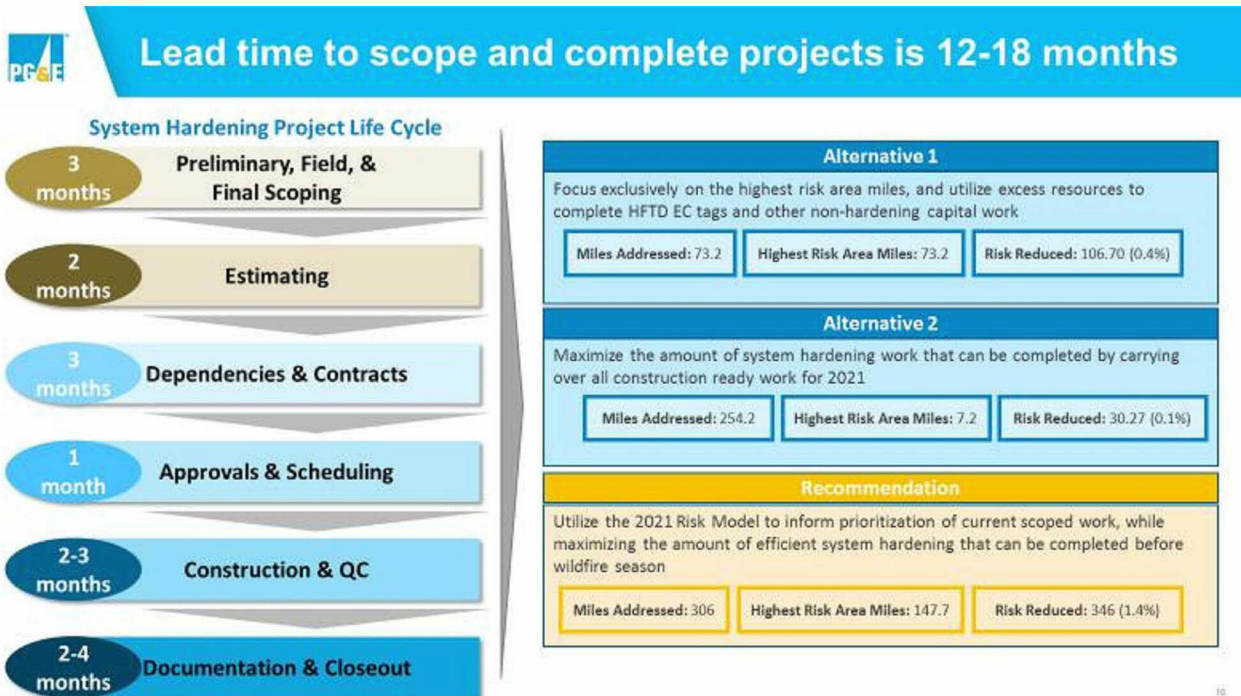 PG&E
Lead time to scope and complete projects is 12-18 months
System Hardening Project Life Cycle
3
months
Preliminary, Field, &
Final Scoping
2
months
Estimating
3
months
Dependencies & Contracts
1
month
Approvals & Scheduling
2-3
months
Construction & QC
2-4
months
Documentation & Closeout
Alternative 1
Focus exclusively on the highest risk area miles, and utilize excess resources to
complete HFTD EC tags and other non-hardening capital work
Miles Addressed: 73.2
Highest Risk Area Miles: 73.2
Risk Reduced: 106.70 (0.4%)
Alternative 2
Maximize the amount of system hardening work that can be completed by carrying
over all construction ready work for 2021
Miles Addressed: 254.2
Highest Risk Area Miles: 7.2
Risk Reduced: 30.27 (0.1%)
Recommendation
Utilize the 2021 Risk Model to inform prioritization of current scoped work, while
maximizing the amount of efficient system hardening that can be completed before
wildfire season
Miles Addressed: 306
Highest Risk Area Miles: 147.7
Risk Reduced: 346 (1.4%)
10